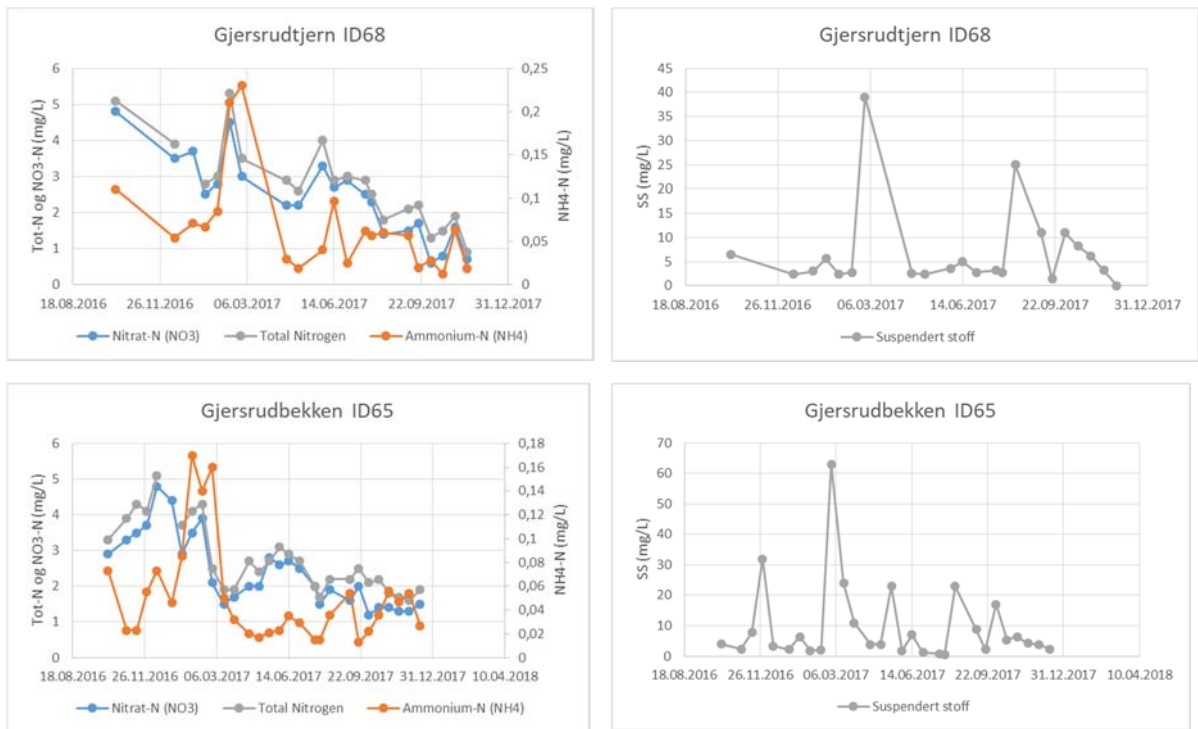 Gjersrudtjern ID68
6
5
4
3
2
1
0
Tot-N og NO3-N (mg/L)
0,25
0,2
0,15
0,1
0,05
0
NH4-N (mg/L)
18.08.2016 26.11.2016 06.03.2017 14.06.2017 22.09.2017 31.12.2017
Nitrat-N (NO3) Total Nitrogen Ammonium-N (NH4)
Gjersrudtjern ID68
45
40
35
30
25
20
15
10
5
0
SS (mg/L)
18.08.2016 26.11.2016 06.03.2017 14.06.2017 22.09.2017 31.12.2017
Suspendert stoff
Gjersrudbekken ID65
6
5
4
3
2
1
0
Tot-N og NO3-N (mg/L)
0,18
0,16
0,14
0,12
0,10
0,08
0,06
0,04
0,02
0,00
NH4-N (mg/L)
18.08.2016 26.11.2016 06.03.2017 14.06.2017 22.09.2017 31.12.2017 10.04.2018
Nitrat-N (NO3) Total Nitrogen Ammonium-N (NH4)
Gjersrudbekken ID65
70
60
50
40
30
20
10
0
SS (mg/L)
18.08.2016 26.11.2016 06.03.2017 14.06.2017 22.09.2017 31.12.2017 10.04.2018
Suspendert stoff